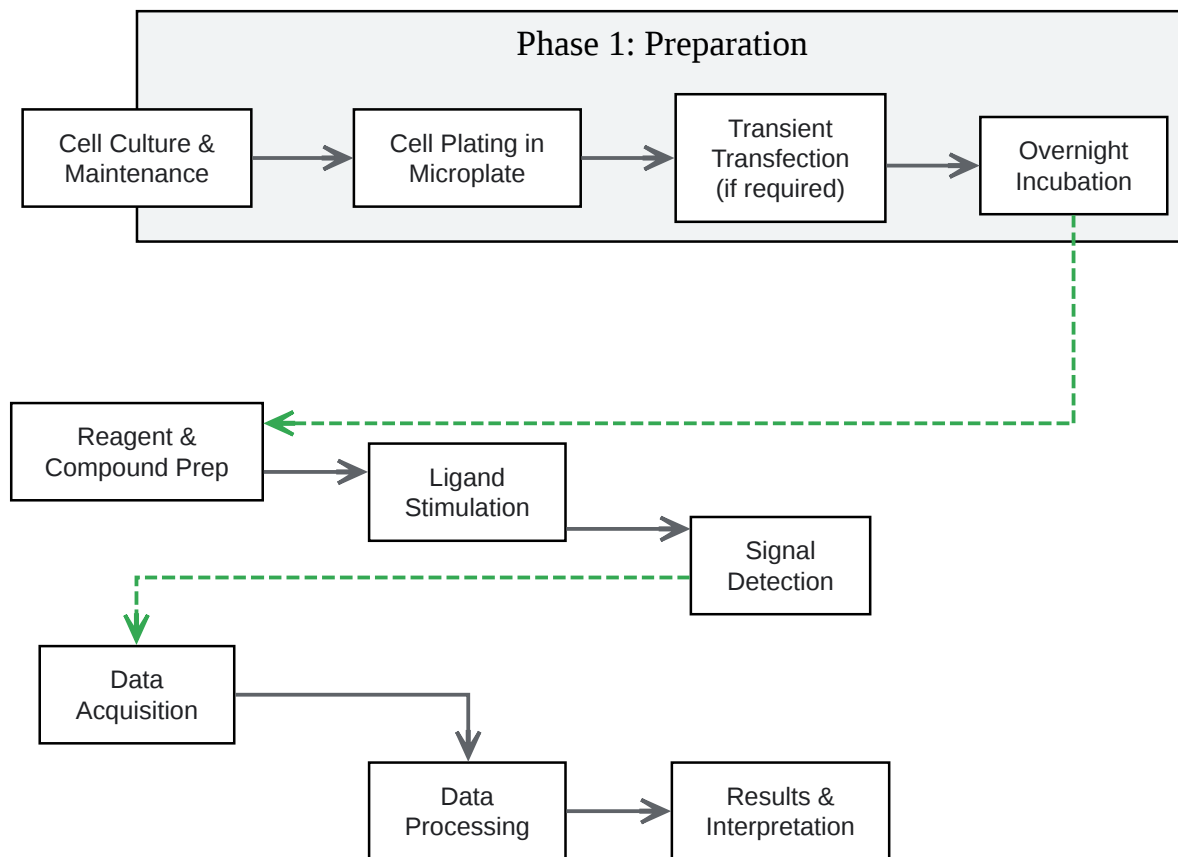 Phase 1: Preparation
Cell Culture &
Maintenance
Cell Plating in
Microplate
Transient
Transfection
(if required)
Overnight
Incubation
Reagent &
Compound Prep
Ligand
Stimulation
Signal
Detection
Data
Acquisition
Data
Processing
Results &
Interpretation